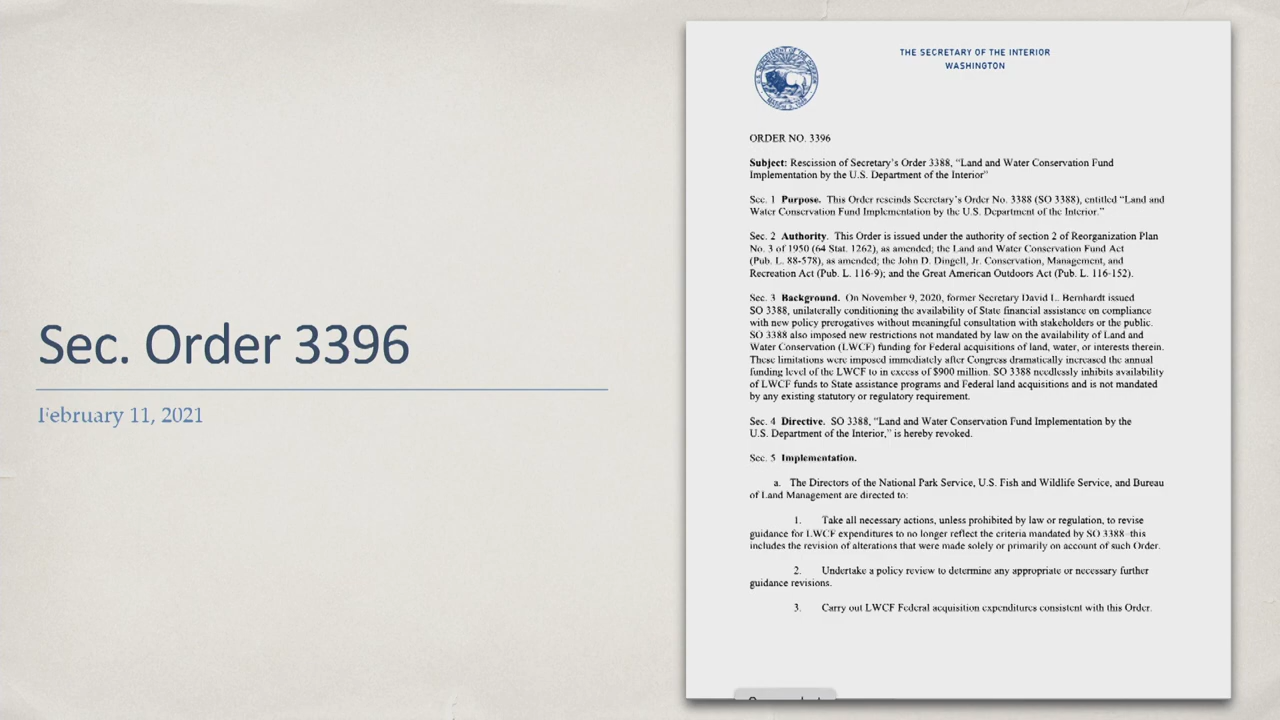 Sec. Order 3396
February 11, 2021
THE SECRETARY OF THE INTERIOR
WASHINGTON
ORDER NO. 3396
Subject: Rescission of Secretary's Order 3388, "Land and Water Conservation Fund
Implementation by the U.S. Department of the Interior"
Sec. 1 Purpose. This Order rescinds Secretary's Order No. 3388 (SO 3388), entitled "Land and
Water Conservation Fund Implementation by the U.S. Department of the Interior."
Sec. 2 Authority. This Order is issued under the authority of section 2 of Reorganization Plan
No. 3 of 1950 (64 Stat. 1262), as amended; the Land and Water Conservation Fund Act
(Pub. L. 88-578), as amended; the John D. Dingell, Jr. Conservation, Management, and
Recreation Act (Pub. L. 116-9); and the Great American Outdoors Act (Pub. L. 116-152).
Sec. 3 Background. On November 9, 2020, former Secretary David L. Bernhardt issued
SO 3388, unilaterally conditioning the availability of State financial assistance on compliance
with new policy prerogatives without meaningful consultation with stakeholders or the public.
SO 3388 also imposed new restrictions not mandated by law on the availability of Land and
Water Conservation (LWCF) funding for Federal acquisitions of land, water, or interests therein.
These limitations were imposed immediately after Congress dramatically increased the annual
funding level of the LWCF to in excess of $900 million. SO 3388 needlessly inhibits availability
of LWCF funds to State assistance programs and Federal land acquisitions and is not mandated
by any existing statutory or regulatory requirement.
Sec. 4 Directive. SO 3388, "Land and Water Conservation Fund Implementation by the
U.S. Department of the Interior," is hereby revoked.
Sec. 5 Implementation.
a. The Directors of the National Park Service, U.S. Fish and Wildlife Service, and Bureau
of Land Management are directed to:
1. Take all necessary actions, unless prohibited by law or regulation, to revise
guidance for LWCF expenditures to no longer reflect the criteria mandated by SO 3388–this
includes the revision of alterations that were made solely or primarily on account of such Order.
2. Undertake a policy review to determine any appropriate or necessary further
guidance revisions.
3. Carry out LWCF Federal acquisition expenditures consistent with this Order.